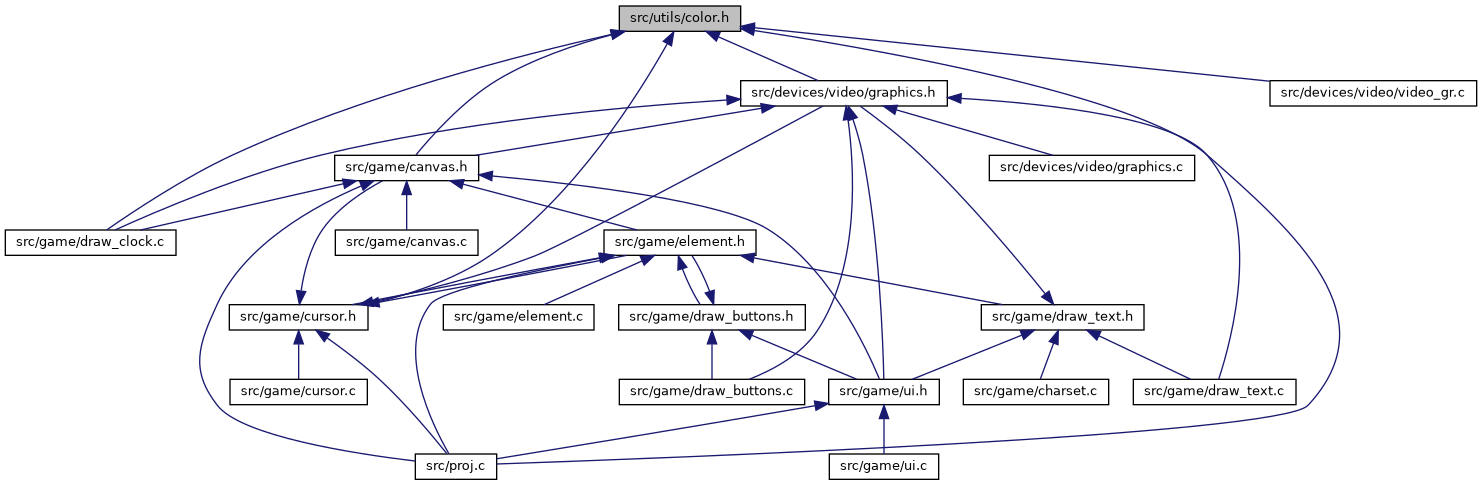 src/utils/color.h
src/devices/video/graphics.h
src/devices/video/video_gr.c
src/game/canvas.h
src/devices/video/graphics.c
src/game/draw_clock.c
src/game/canvas.c
src/game/element.h
src/game/cursor.h
src/game/element.c
src/game/draw_buttons.h
src/game/draw_text.h
src/game/cursor.c
src/game/draw_buttons.c
src/game/ui.h
src/game/charset.c
src/game/draw_text.c
src/proj.c
src/game/ui.c